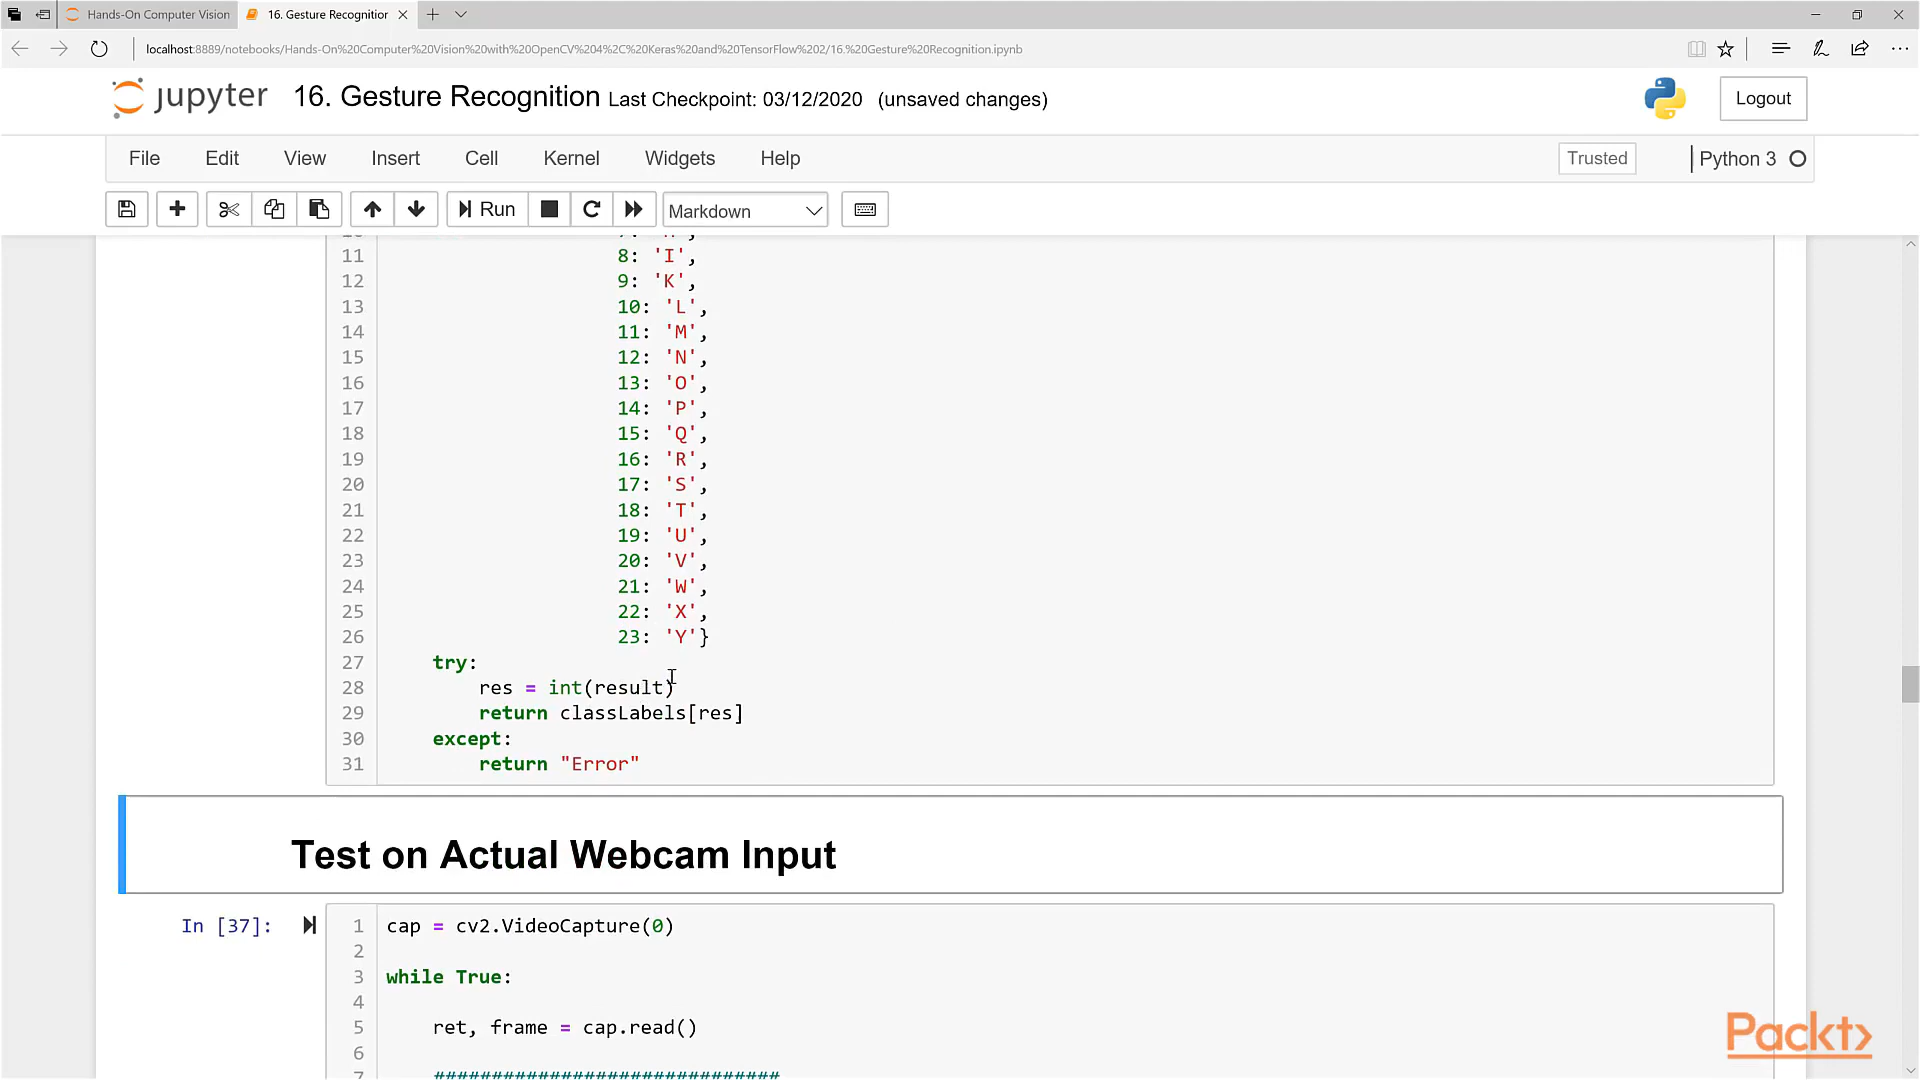 Hands-On Computer Vision
16. Gesture Recognition
localhost:8889/notebooks/Hands-On%20Computer%20Vision%20with%20OpenCV%204%2C%20Keras%20and%20TensorFlow%202/16.%20Gesture%20Recognition.ipynb
jupyter 16. Gesture Recognition Last Checkpoint: 03/12/2020 (unsaved changes)
Logout
File Edit View Insert Cell Kernel Widgets Help
Trusted
Python 3
Run
Markdown
11 8: 'I',
12 9: 'K',
13 10: 'L',
14 11: 'M',
15 12: 'N',
16 13: 'O',
17 14: 'P',
18 15: 'Q',
19 16: 'R',
20 17: 'S',
21 18: 'T',
22 19: 'U',
23 20: 'V',
24 21: 'W',
25 22: 'X',
26 23: 'Y'}
27 try:
28 res = int(result)
29 return classLabels[res]
30 except:
31 return "Error"
Test on Actual Webcam Input
In [37]:
1 cap = cv2.VideoCapture(0)
2
3 while True:
4
5 ret, frame = cap.read()
6
7 ##############################
Packt>